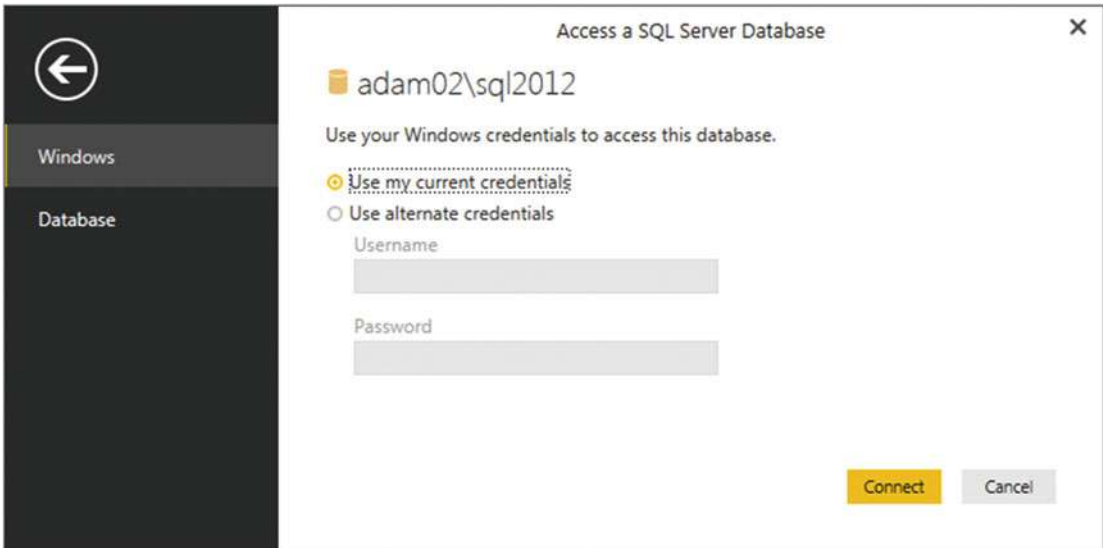 Access a SQL Server Database
adam02\sql2012
Use your Windows credentials to access this database.
Windows
Use my current credentials
Database
Use alternate credentials
Username
Password
Connect
Cancel